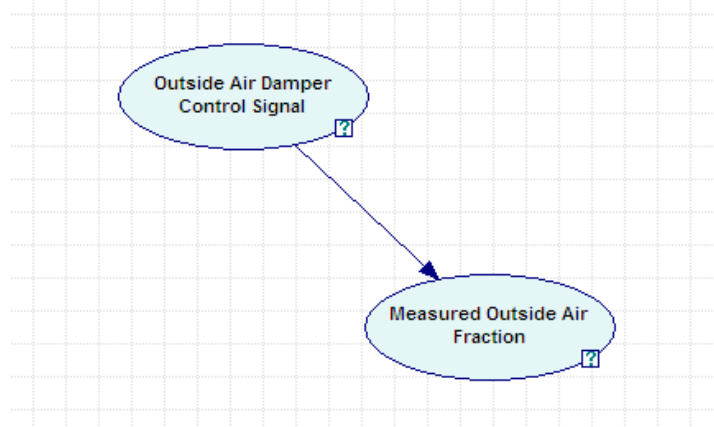 Outside Air Damper
Control Signal
?
Measured Outside Air
Fraction
?